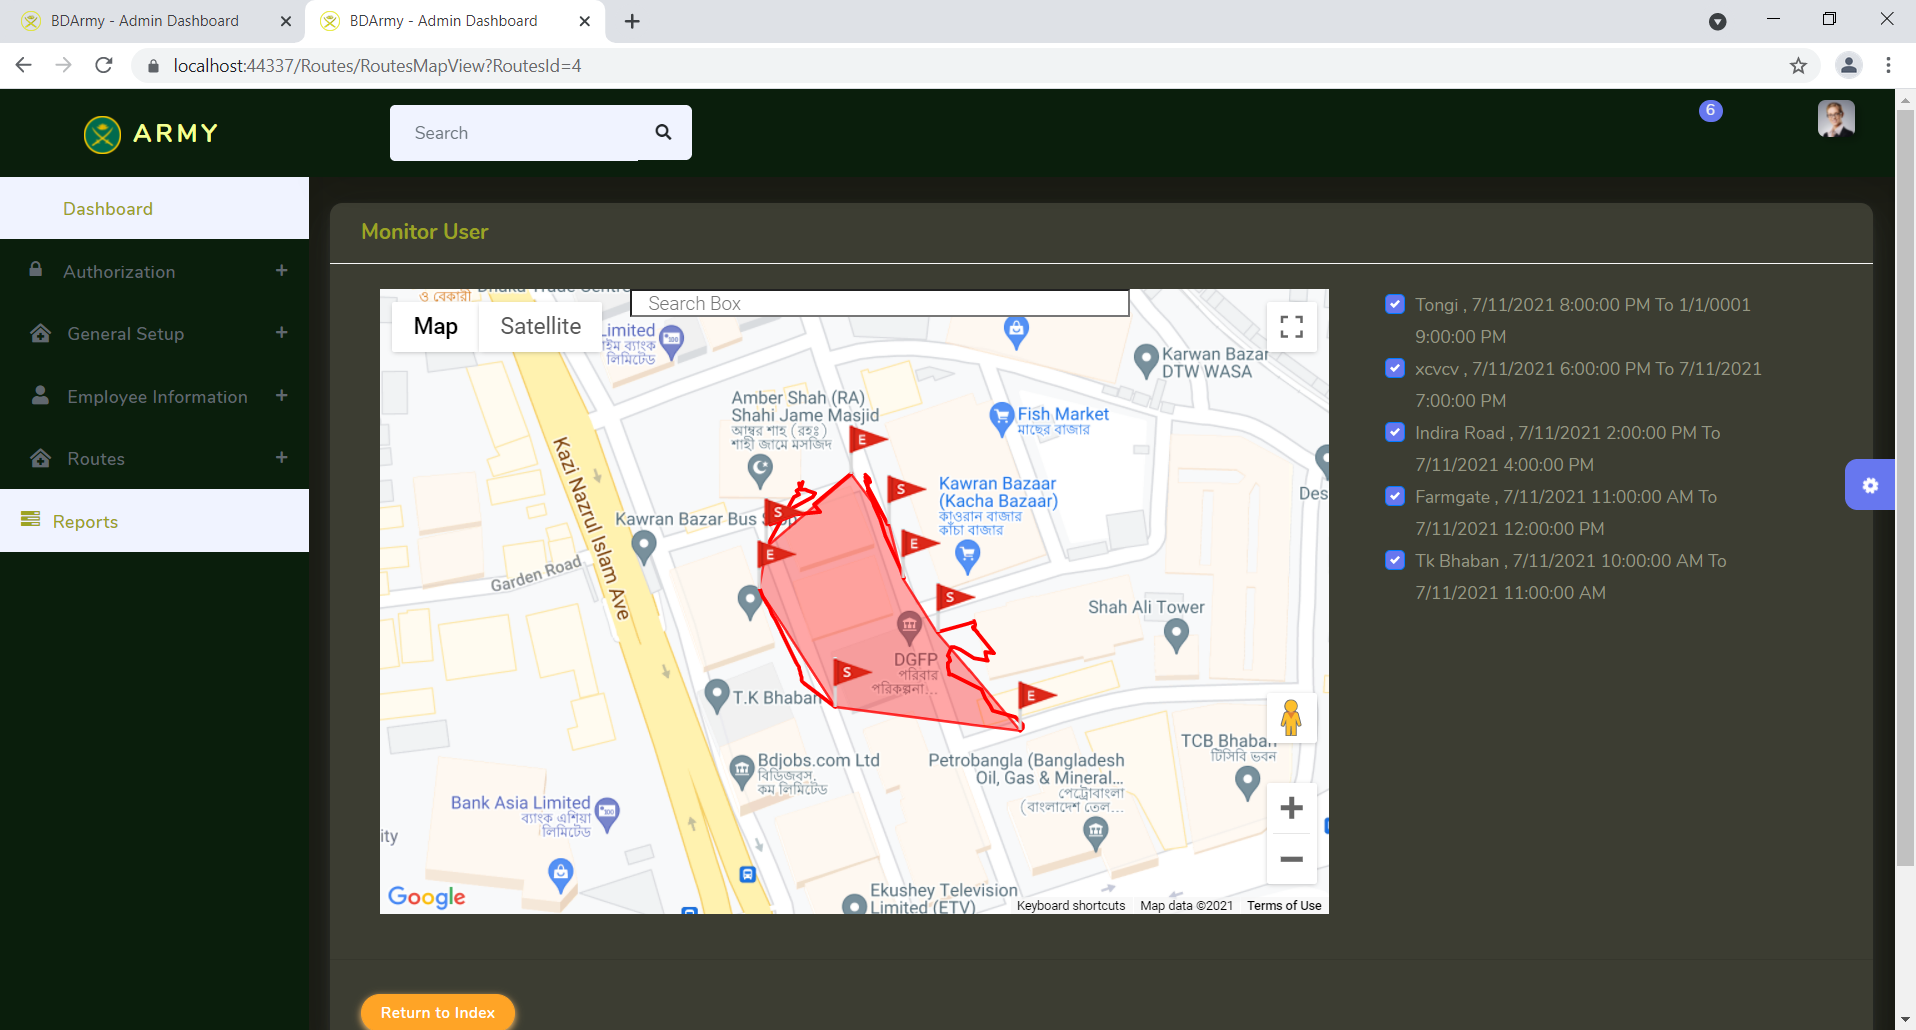 BDArmy - Admin Dashboard
BDArmy - Admin Dashboard
localhost:44337/Routes/RoutesMapView?RoutesId=4
ARMY
Search
6
Dashboard
Authorization
General Setup
Employee Information
Routes
Reports
Monitor User
ও বেকারী
Search Box
Map
Satellite
Limited
লিমিটেড
Karwan Bazar
DTW WASA
Amber Shah (RA)
Shahi Jame Masjid
আম্বর শাহ (রহঃ)
শাহী জামে মসজিদ
Fish Market
মাছের বাজার
E
S
Kawran Bazaar
(Kacha Bazaar)
কাওরান বাজার
কাঁচা বাজার
Des
Kawran Bazar Bus
S
E
E
Kazi Nazrul Islam Ave
Garden Road
S
Shah Ali Tower
DGFP
পরিবার
পরিকল্পনা...
S
E
T.K Bhaban
TCB Bhaban
টিসিবি ভবন
Bdjobs.com Ltd
বিডিজবস.
কম লিমিটেড
Petrobangla (Bangladesh
Oil, Gas & Mineral...
পেট্রোবাংলা
(বাংলাদেশ তেল...
Bank Asia Limited
ব্যাংক এশিয়া
লিমিটেড
ity
Ekushey Television
Limited (ETV)
Google
Keyboard shortcuts
Map data ©2021
Terms of Use
Tongi , 7/11/2021 8:00:00 PM To 1/1/0001
9:00:00 PM
xcvcv , 7/11/2021 6:00:00 PM To 7/11/2021
7:00:00 PM
Indira Road , 7/11/2021 2:00:00 PM To
7/11/2021 4:00:00 PM
Farmgate , 7/11/2021 11:00:00 AM To
7/11/2021 12:00:00 PM
Tk Bhaban , 7/11/2021 10:00:00 AM To
7/11/2021 11:00:00 AM
Return to Index